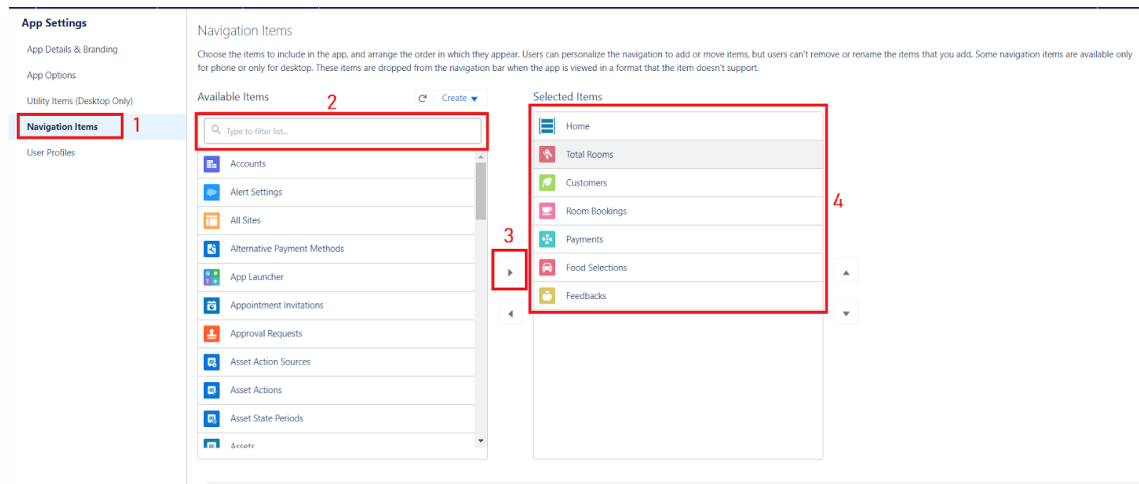 App Settings
App Details & Branding
App Options
Utility Items (Desktop Only)
Navigation Items
1
User Profiles
Navigation Items
Choose the items to include in the app, and arrange the order in which they appear. Users can personalize the navigation to add or move items, but users can't remove or rename the items that you add. Some navigation items are available only
for phone or only for desktop. These items are dropped from the navigation bar when the app is viewed in a format that the item doesn't support.
Available Items
2
Create
Type to filter list...
Accounts
Alert Settings
All Sites
Alternative Payment Methods
App Launcher
Appointment Invitations
Approval Requests
Asset Action Sources
Asset Actions
Asset State Periods
Assets
3
Selected Items
Home
Total Rooms
Customers
Room Bookings
Payments
Food Selections
Feedbacks
4